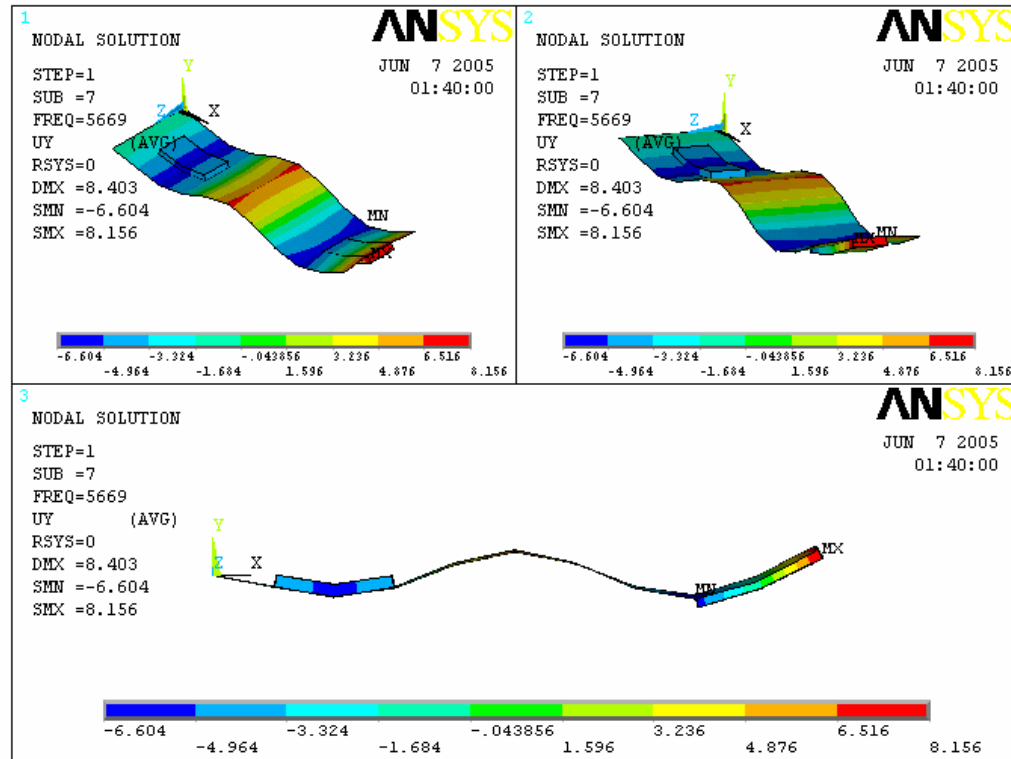 1
ANSYS
NODAL SOLUTION
JUN 7 2005
01:40:00
STEP=1
SUB =7
FREQ=5669
UY (AVG)
RSYS=0
DMX =8.403
SMN =-6.604
SMX =8.156
Y
Z X
MN
MX
-6.604 -3.324 -.043856 3.236 6.516
-4.964 -1.684 1.596 4.876 8.156
2
ANSYS
NODAL SOLUTION
JUN 7 2005
01:40:00
STEP=1
SUB =7
FREQ=5669
UY (AVG)
RSYS=0
DMX =8.403
SMN =-6.604
SMX =8.156
Y
Z X
MX MN
-6.604 -3.324 -.043856 3.236 6.516
-4.964 -1.684 1.596 4.876 8.156
3
ANSYS
NODAL SOLUTION
JUN 7 2005
01:40:00
STEP=1
SUB =7
FREQ=5669
UY (AVG)
RSYS=0
DMX =8.403
SMN =-6.604
SMX =8.156
Y
Z X
MX
MN
-6.604 -3.324 -.043856 3.236 6.516
-4.964 -1.684 1.596 4.876 8.156